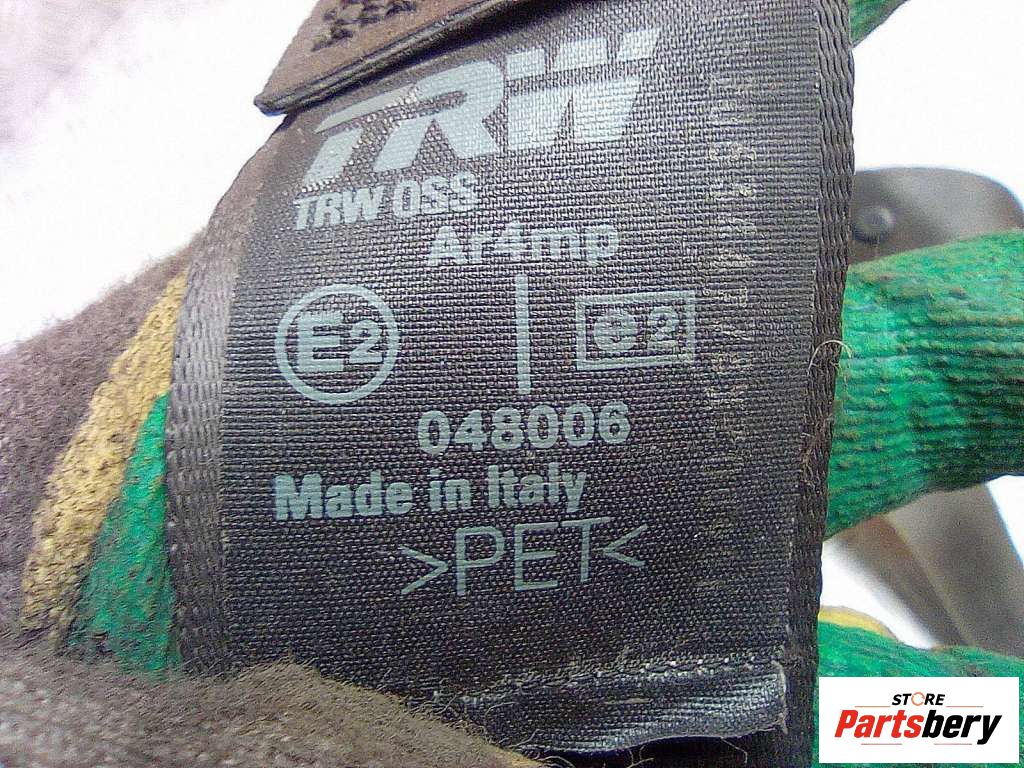 TRW
TRW OSS
Ar4mp
E2 e2
048006
Made in Italy
>PET<
STORE
Partsbery